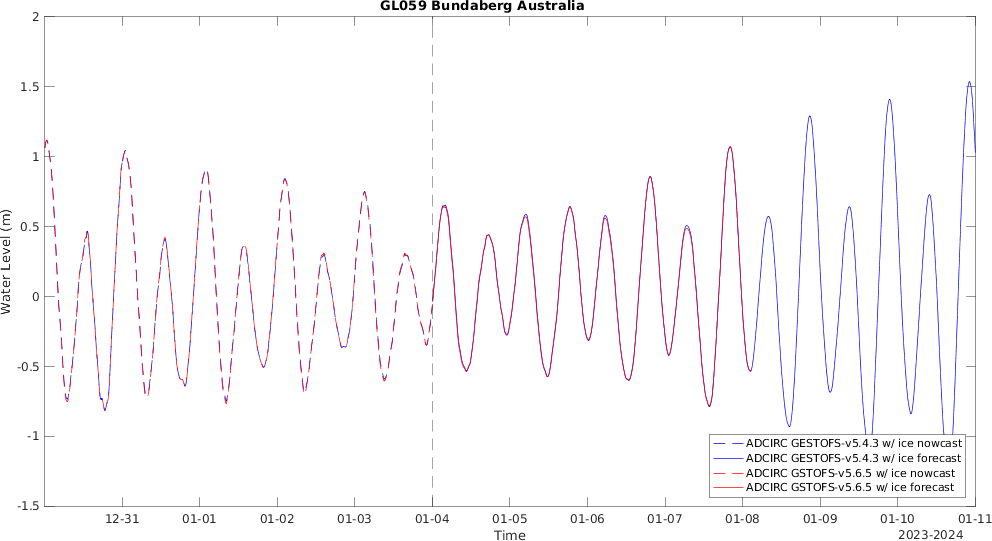 GL059 Bundaberg Australia
2
1.5
1
0.5
0
-0.5
-1
-1.5
Water Level (m)
ADCIRC GESTOFS-v5.4.3 w/ ice nowcast
ADCIRC GESTOFS-v5.4.3 w/ ice forecast
ADCIRC GSTOFS-v5.6.5 w/ ice nowcast
ADCIRC GSTOFS-v5.6.5 w/ ice forecast
12-31 01-01 01-02 01-03 01-04 01-05 01-06 01-07 01-08 01-09 01-10 01-11
Time
2023-2024